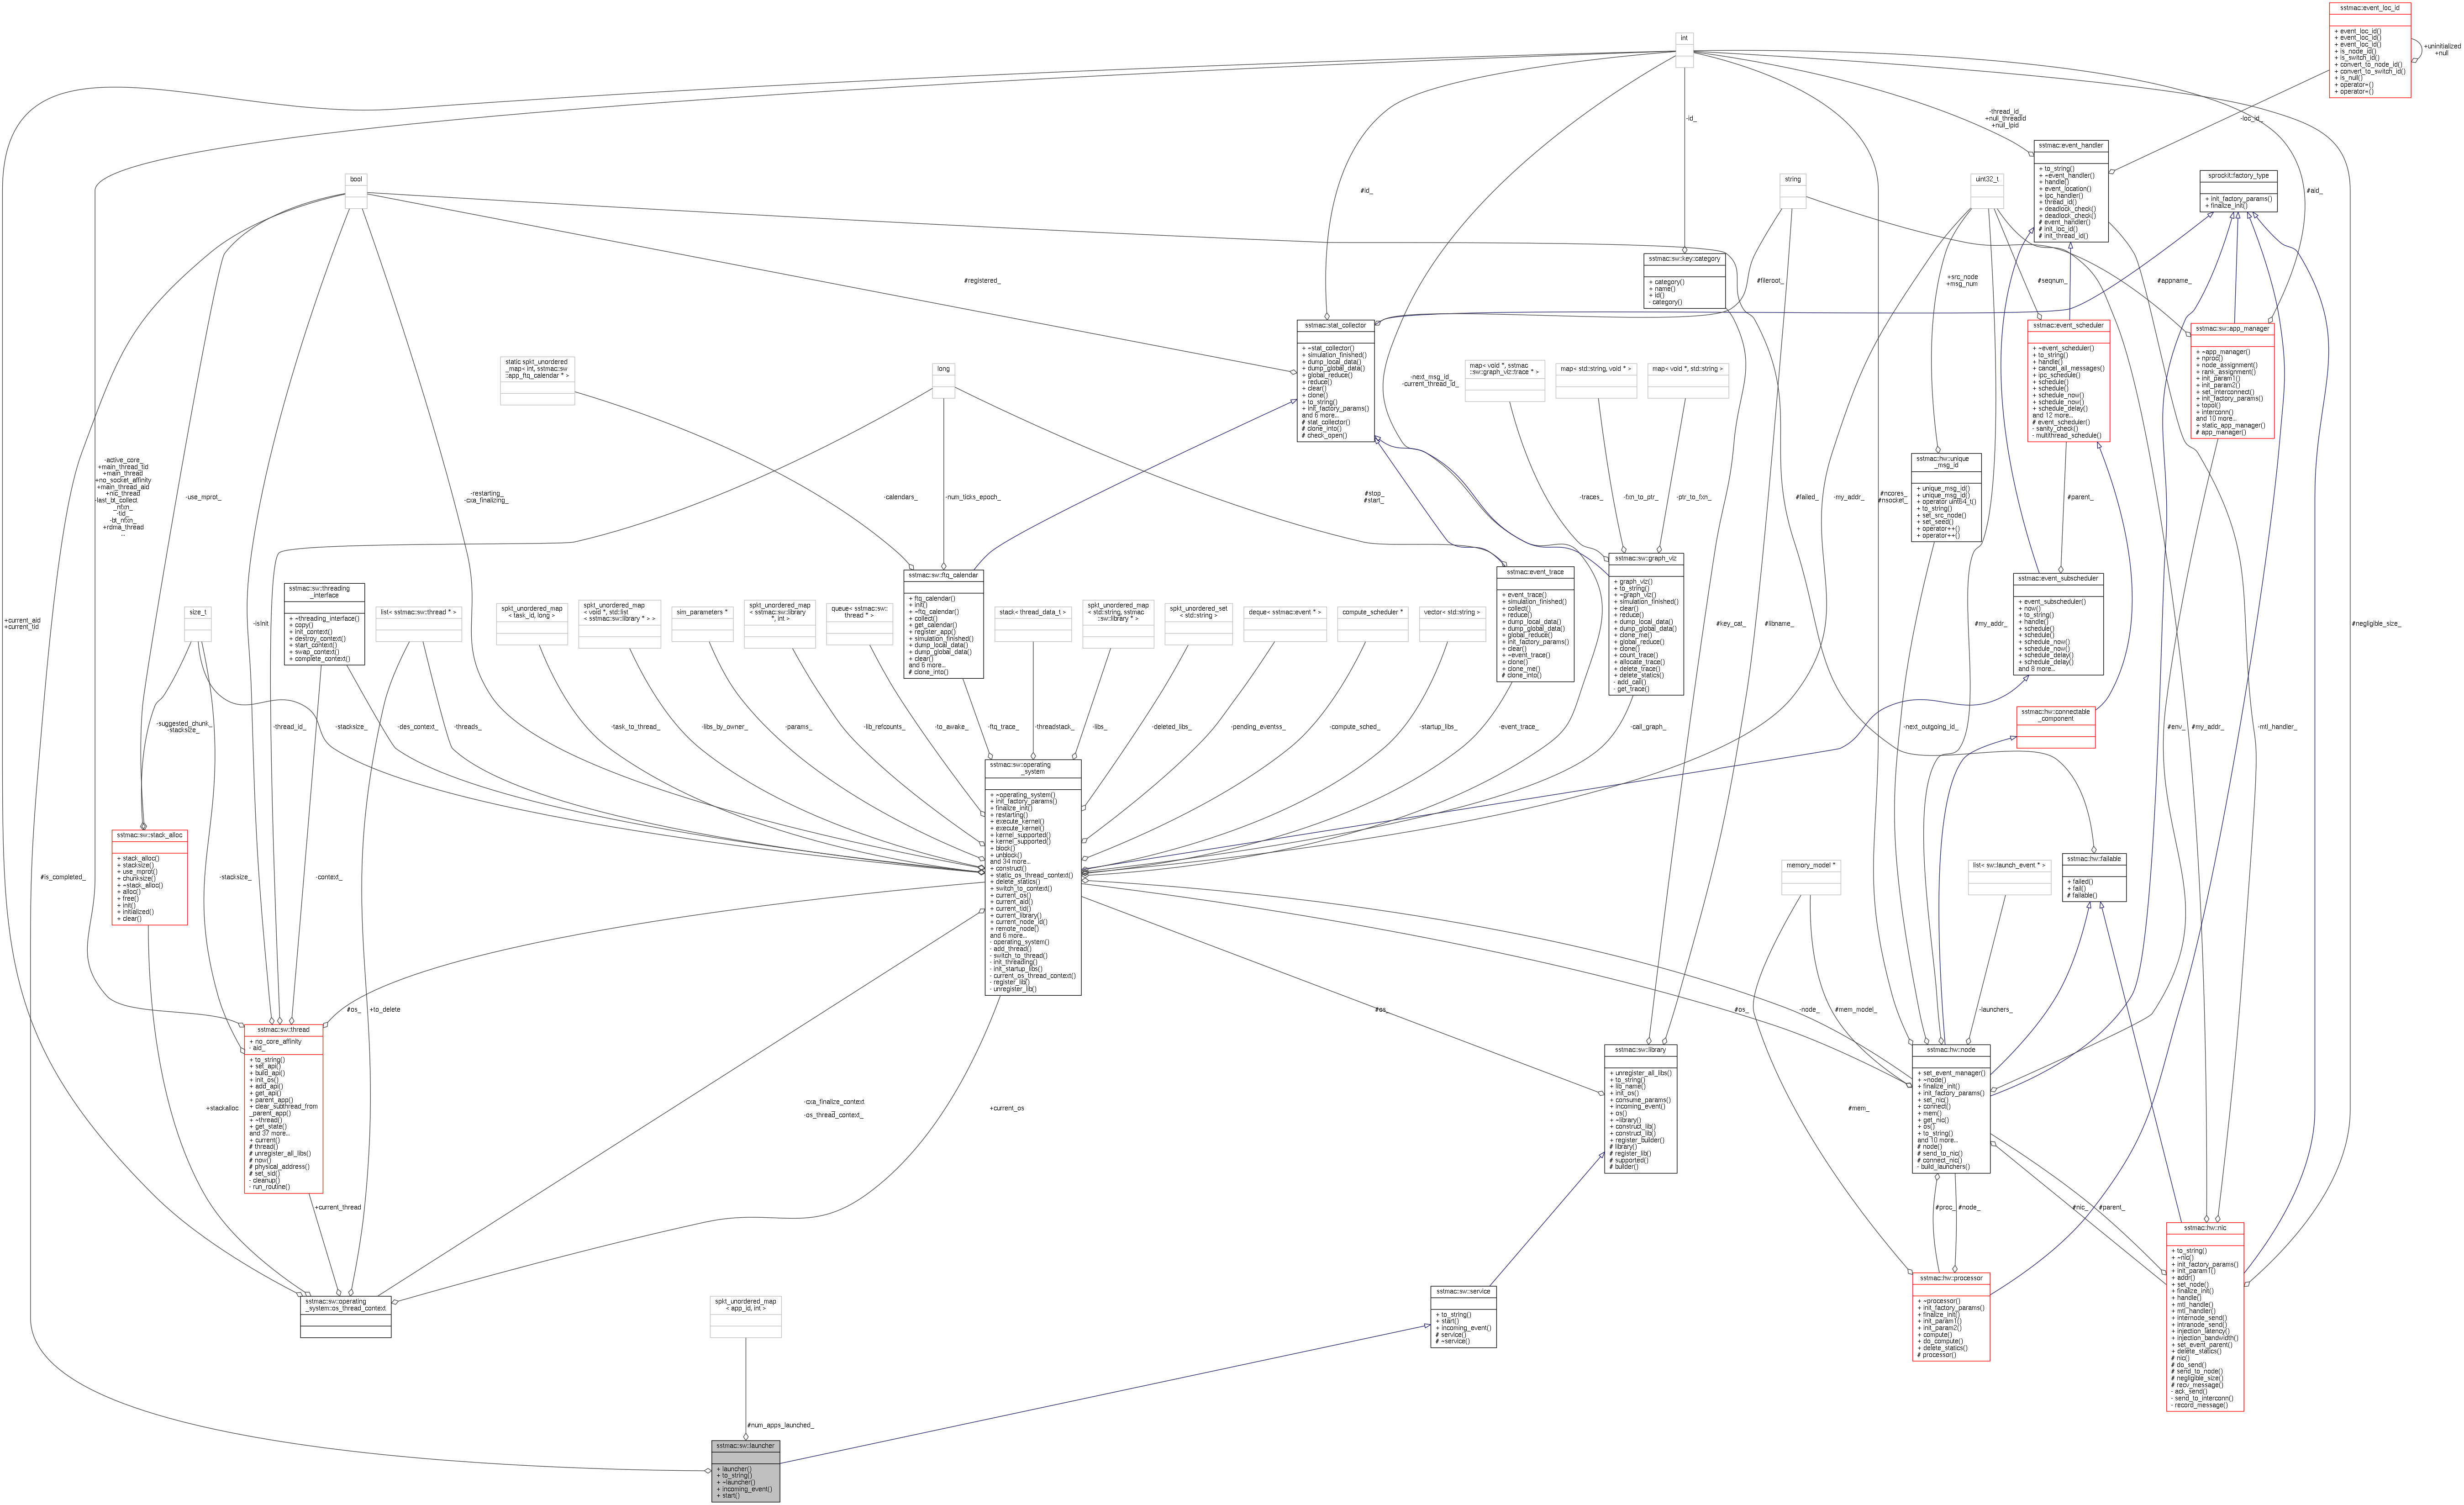 sstmac::event_loc_id
+ event_loc_id()
+ event_loc_id()
+ event_loc_id()
+ is_node_id()
+ is_switch_id()
+ convert_to_node_id()
+ convert_to_switch_id()
+ is_null()
+ operator=()
+ operator=()
+uninitialized
+null
int
-loc_id_
-thread_id_
+null_threadid
+null_lpid
-id_
sstmac::event_handler
+ to_string()
+ ~event_handler()
+ handle()
+ event_location()
+ ipc_handler()
+ thread_id()
+ deadlock_check()
+ deadlock_check()
# event_handler()
# init_loc_id()
# init_thread_id()
sprockit::factory_type
+ init_factory_params()
+ finalize_init()
bool
string
uint32_t
#id_
#aid_
sstmac::sw::key::category
+ category()
+ name()
+ id()
- category()
#registered_
#fileroot_
+src_node
+msg_num
#seqnum_
#appname_
sstmac::stat_collector
+ ~stat_collector()
+ simulation_finished()
+ dump_local_data()
+ dump_global_data()
+ global_reduce()
+ reduce()
+ clear()
+ clone()
+ to_string()
+ init_factory_params()
and 6 more...
# stat_collector()
# clone_into()
# check_open()
sstmac::event_scheduler
+ ~event_scheduler()
+ to_string()
+ handle()
+ cancel_all_messages()
+ ipc_schedule()
+ schedule()
+ schedule()
+ schedule_now()
+ schedule_now()
+ schedule_delay()
and 12 more...
# event_scheduler()
- sanity_check()
- multithread_schedule()
sstmac::sw::app_manager
+ ~app_manager()
+ nproc()
+ node_assignment()
+ rank_assignment()
+ init_param1()
+ init_param2()
+ set_interconnect()
+ init_factory_params()
+ topol()
+ interconn()
and 10 more...
+ static_app_manager()
# app_manager()
static spkt_unordered
_map< int, sstmac::sw
::app_ftq_calendar * >
long
-next_msg_id_
-current_thread_id_
map< void *, sstmac
::sw::graph_viz::trace * >
map< std::string, void * >
map< void *, std::string >
sstmac::hw::unique
_msg_id
+ unique_msg_id()
+ unique_msg_id()
+ operator uint64_t()
+ to_string()
+ set_src_node()
+ set_seed()
+ operator++()
+ operator++()
-active_core_
+main_thread_tid
+main_thread
+no_socket_affinity
+main_thread_aid
+nic_thread
-last_bt_collect
_nfxn_
-tid_
-bt_nfxn_
+rdma_thread
...
-use_mprot_
-restarting_
-cxa_finalizing_
-calendars_
-num_ticks_epoch_
#stop_
#start_
-traces_
-fxn_to_ptr_
-ptr_to_fxn_
#failed_
-my_addr_
#ncores_
#nsocket_
#parent_
sstmac::sw::threading
_interface
+ ~threading_interface()
+ copy()
+ init_context()
+ destroy_context()
+ start_context()
+ swap_context()
+ complete_context()
sstmac::sw::ftq_calendar
+ ftq_calendar()
+ init()
+ ~ftq_calendar()
+ collect()
+ get_calendar()
+ register_app()
+ simulation_finished()
+ dump_local_data()
+ dump_global_data()
+ clear()
and 6 more...
# clone_into()
sstmac::event_trace
+ event_trace()
+ simulation_finished()
+ collect()
+ reduce()
+ dump_local_data()
+ dump_global_data()
+ global_reduce()
+ init_factory_params()
+ clear()
+ ~event_trace()
+ clone()
+ clone_me()
# clone_into()
sstmac::sw::graph_viz
+ graph_viz()
+ to_string()
+ ~graph_viz()
+ simulation_finished()
+ clear()
+ reduce()
+ dump_local_data()
+ dump_global_data()
+ clone_me()
+ global_reduce()
+ clone()
+ count_trace()
+ allocate_trace()
+ delete_trace()
+ delete_statics()
- add_call()
- get_trace()
sstmac::event_subscheduler
+ event_subscheduler()
+ now()
+ to_string()
+ handle()
+ schedule()
+ schedule()
+ schedule_now()
+ schedule_now()
+ schedule_delay()
+ schedule_delay()
and 8 more...
size_t
list< sstmac::sw::thread * >
spkt_unordered_map
< task_id, long >
spkt_unordered_map
< void *, std::list
< sstmac::sw::library * > >
sim_parameters *
spkt_unordered_map
< sstmac::sw::library
*, int >
queue< sstmac::sw::
thread * >
stack< thread_data_t >
spkt_unordered_map
< std::string, sstmac
::sw::library * >
spkt_unordered_set
< std::string >
deque< sstmac::event * >
compute_scheduler *
vector< std::string >
+current_aid
+current_tid
-isInit
#key_cat_
#libname_
#my_addr_
#negligible_size_
-suggested_chunk_
-stacksize_
-thread_id_
-stacksize_
-des_context_
-threads_
-task_to_thread_
-libs_by_owner_
-params_
-lib_refcounts_
-to_awake_
-ftq_trace_
-threadstack_
-libs_
-deleted_libs_
-pending_eventss_
-compute_sched_
-startup_libs_
-event_trace_
-call_graph_
-next_outgoing_id_
sstmac::hw::connectable
_component
#env_
#my_addr_
-mtl_handler_
sstmac::sw::operating
_system
+ ~operating_system()
+ init_factory_params()
+ finalize_init()
+ restarting()
+ execute_kernel()
+ execute_kernel()
+ kernel_supported()
+ kernel_supported()
+ block()
+ unblock()
and 34 more...
+ construct()
+ static_os_thread_context()
+ delete_statics()
+ switch_to_context()
+ current_os()
+ current_aid()
+ current_tid()
+ current_library()
+ current_node_id()
+ remote_node()
and 6 more...
- operating_system()
- add_thread()
- switch_to_thread()
- init_threading()
- init_startup_libs()
- current_os_thread_context()
- register_lib()
- unregister_lib()
sstmac::sw::stack_alloc
+ stack_alloc()
+ stacksize()
+ use_mprot()
+ chunksize()
+ ~stack_alloc()
+ alloc()
+ free()
+ init()
+ initialized()
+ clear()
#is_completed_
-stacksize_
-context_
memory_model *
list< sw::launch_event * >
sstmac::hw::failable
+ failed()
+ fail()
# failable()
#os_
+to_delete
#os_
#os_
-node_
#mem_model_
-launchers_
sstmac::sw::thread
+ no_core_affinity
- aid_
+ to_string()
+ set_api()
+ build_api()
+ init_os()
+ add_api()
+ get_api()
+ parent_app()
+ clear_subthread_from
_parent_app()
+ ~thread()
+ get_state()
and 37 more...
+ current()
# thread()
# unregister_all_libs()
# now()
# physical_address()
# set_sid()
- cleanup()
- run_routine()
sstmac::sw::library
+ unregister_all_libs()
+ to_string()
+ lib_name()
+ init_os()
+ consume_params()
+ incoming_event()
+ os()
+ ~library()
+ construct_lib()
+ construct_lib()
+ register_builder()
# library()
# register_lib()
# supported()
# builder()
sstmac::hw::node
+ set_event_manager()
+ ~node()
+ finalize_init()
+ init_factory_params()
+ set_nic()
+ connect()
+ mem()
+ get_nic()
+ os()
+ to_string()
and 10 more...
# node()
# send_to_nic()
# connect_nic()
- build_launchers()
+stackalloc
-cxa_finalize_context
_
-os_thread_context_
+current_os
#mem_
+current_thread
#proc_
#node_
#nic_
#parent_
sstmac::hw::nic
+ to_string()
+ ~nic()
+ init_factory_params()
+ init_param1()
+ addr()
+ set_node()
+ finalize_init()
+ handle()
+ mtl_handle()
+ mtl_handler()
+ internode_send()
+ intranode_send()
+ injection_latency()
+ injection_bandwidth()
+ set_event_parent()
+ delete_statics()
# nic()
# do_send()
# send_to_node()
# negligible_size()
# recv_message()
- ack_send()
- send_to_interconn()
- record_message()
sstmac::hw::processor
+ ~processor()
+ init_factory_params()
+ finalize_init()
+ init_param1()
+ init_param2()
+ compute()
+ do_compute()
+ delete_statics()
# processor()
sstmac::sw::operating
_system::os_thread_context
spkt_unordered_map
< app_id, int >
sstmac::sw::service
+ to_string()
+ start()
+ incoming_event()
# service()
# ~service()
#num_apps_launched_
sstmac::sw::launcher
+ launcher()
+ to_string()
+ ~launcher()
+ incoming_event()
+ start()